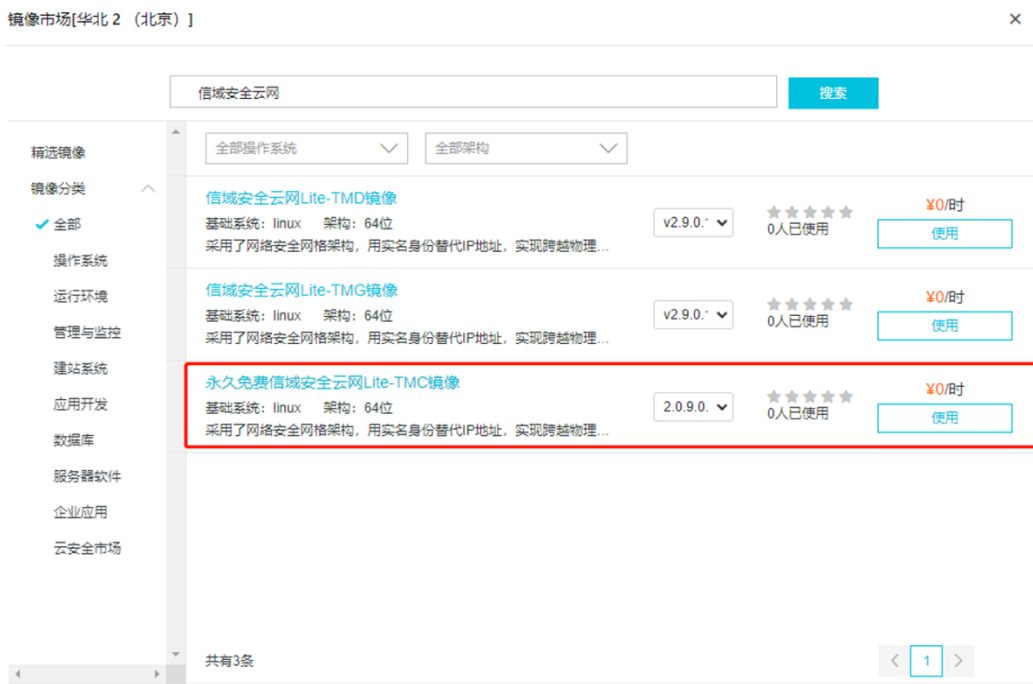 镜像市场[华北 2 （北京）]
信域安全云网
搜索
精选镜像
镜像分类
全部
操作系统
运行环境
管理与监控
建站系统
应用开发
数据库
服务器软件
企业应用
云安全市场
全部操作系统
全部架构
信域安全云网Lite-TMD镜像
基础系统：linux 架构：64位
采用了网络安全网格架构，用实名身份替代IP地址，实现跨越物理...
v2.9.0.
0人已使用
¥0/时
使用
信域安全云网Lite-TMG镜像
基础系统：linux 架构：64位
采用了网络安全网格架构，用实名身份替代IP地址，实现跨越物理...
v2.9.0.
0人已使用
¥0/时
使用
永久免费信域安全云网Lite-TMC镜像
基础系统：linux 架构：64位
采用了网络安全网格架构，用实名身份替代IP地址，实现跨越物理...
2.0.9.0.
0人已使用
¥0/时
使用
共有3条
1